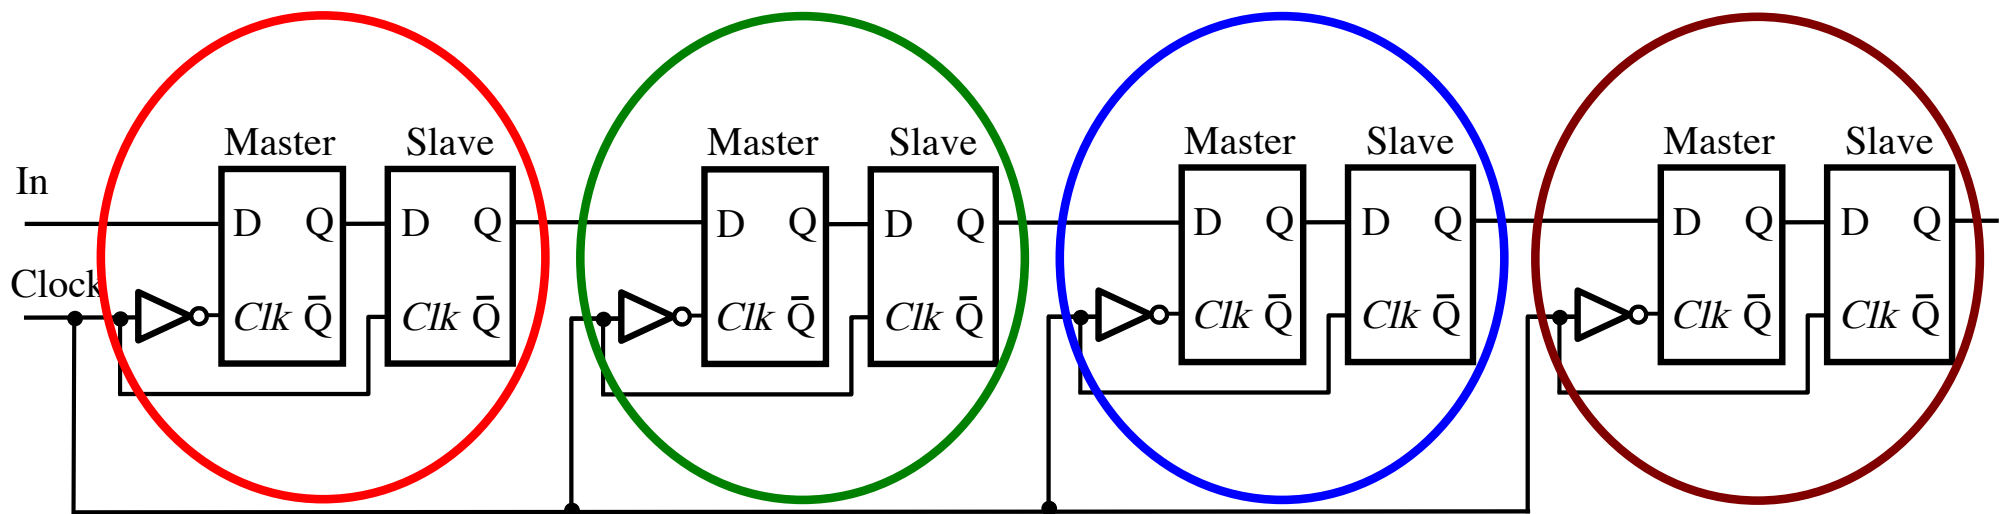 Master Slave Master Slave Master Slave Master Slave
In
D Q D Q D Q D Q D Q D Q D Q D Q
Clock
Clk Q̄ Clk Q̄ Clk Q̄ Clk Q̄ Clk Q̄ Clk Q̄ Clk Q̄ Clk Q̄